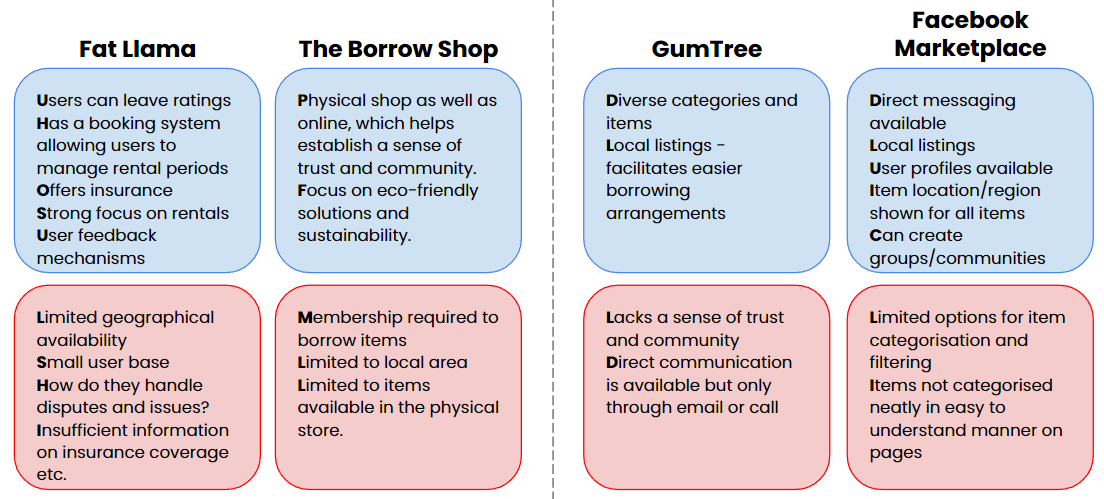 Fat Llama
Users can leave ratings
Has a booking system
allowing users to
manage rental periods
Offers insurance
Strong focus on rentals
User feedback
mechanisms
Limited geographical
availability
Small user base
How do they handle
disputes and issues?
Insufficient information
on insurance coverage
etc.
The Borrow Shop
Physical shop as well as
online, which helps
establish a sense of
trust and community.
Focus on eco-friendly
solutions and
sustainability.
Membership required to
borrow items
Limited to local area
Limited to items
available in the physical
store.
GumTree
Diverse categories and
items
Local listings -
facilitates easier
borrowing
arrangements
Lacks a sense of trust
and community
Direct communication
is available but only
through email or call
Facebook
Marketplace
Direct messaging
available
Local listings
User profiles available
Item location/region
shown for all items
Can create
groups/communities
Limited options for item
categorisation and
filtering
Items not categorised
neatly in easy to
understand manner on
pages